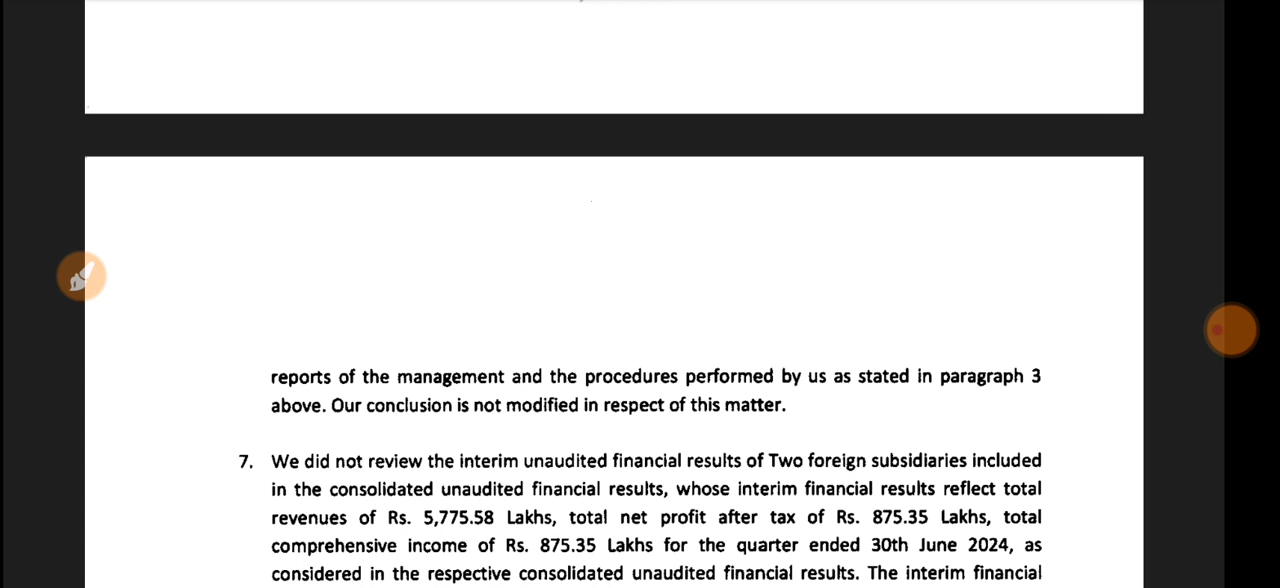 reports of the management and the procedures performed by us as stated in paragraph 3
above. Our conclusion is not modified in respect of this matter.
7. We did not review the interim unaudited financial results of Two foreign subsidiaries included
in the consolidated unaudited financial results, whose interim financial results reflect total
revenues of Rs. 5,775.58 Lakhs, total net profit after tax of Rs. 875.35 Lakhs, total
comprehensive income of Rs. 875.35 Lakhs for the quarter ended 30th June 2024, as
considered in the respective consolidated unaudited financial results. The interim financial